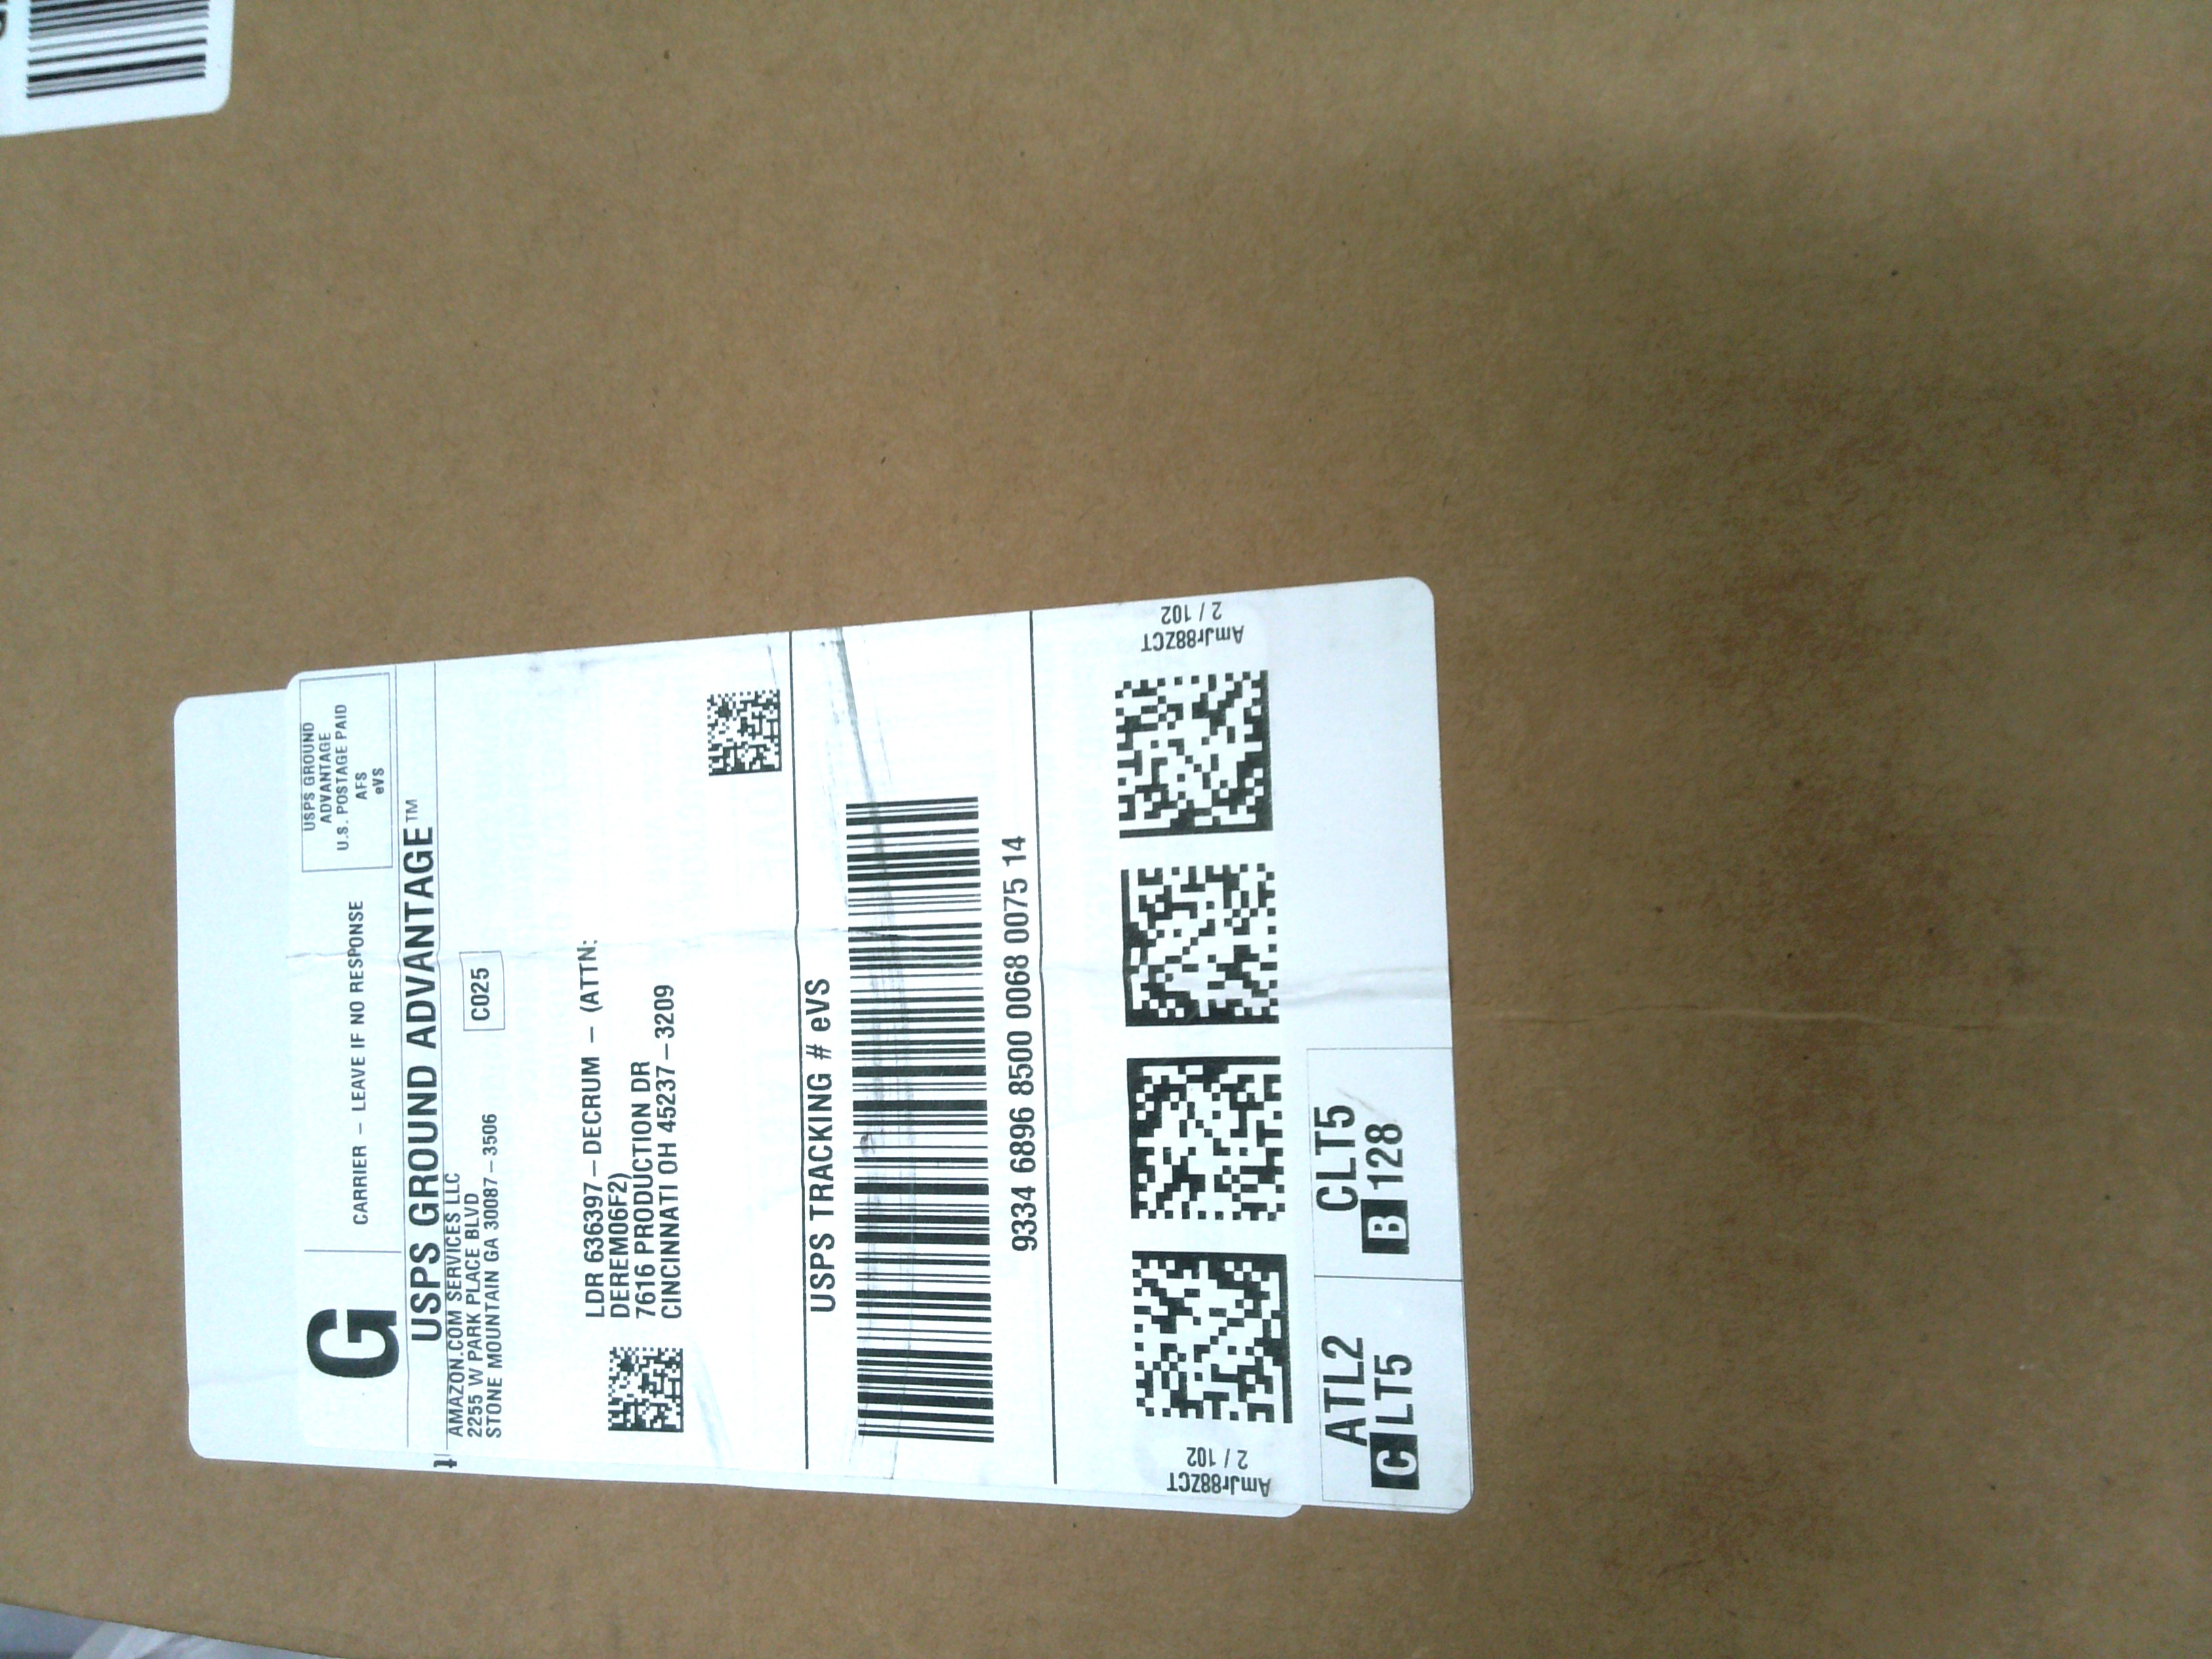 G
CARRIER – LEAVE IF NO RESPONSE
USPS GROUND
ADVANTAGE
U.S. POSTAGE PAID
AFS
eVS
USPS GROUND ADVANTAGE™
AMAZON.COM SERVICES LLC
2255 W PARK PLACE BLVD
STONE MOUNTAIN GA 30087–3506
C025
LDR 636397–DECRUM – (ATTN:
DEREM06F2)
7616 PRODUCTION DR
CINCINNATI OH 45237–3209
USPS TRACKING # eVS
9334 6896 8500 0068 0075 14
AmJr88ZCT
2 / 102
AmJr88ZCT
2 / 102
ATL2
CLT5
CLT5
B 128